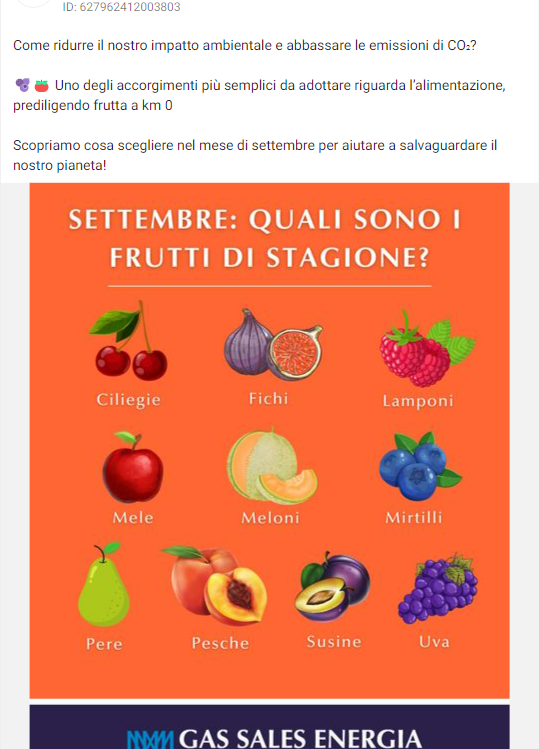 ID: 627962412003803
Come ridurre il nostro impatto ambientale e abbassare le emissioni di CO₂?
Uno degli accorgimenti più semplici da adottare riguarda l'alimentazione,
prediligendo frutta a km 0
Scopriamo cosa scegliere nel mese di settembre per aiutare a salvaguardare il
nostro pianeta!
SETTEMBRE: QUALI SONO I
FRUTTI DI STAGIONE?
Ciliegie
Fichi
Lamponi
Mele
Meloni
Mirtilli
Pere
Pesche
Susine
Uva
GAS SALES ENERGIA